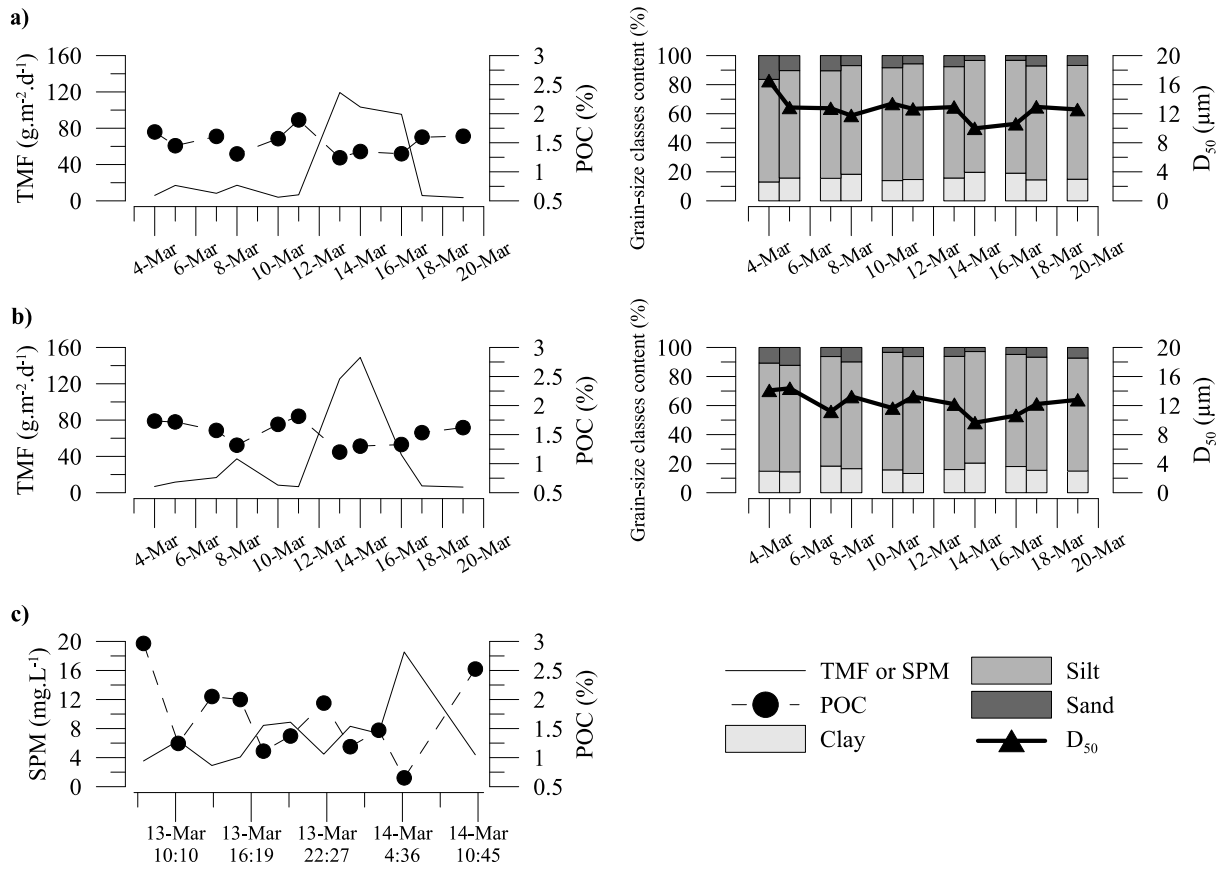 a)
TMF (g.m⁻².d⁻¹)
160
120
80
40
0
3
2.5
2
1.5
1
0.5
POC (%)
4-Mar
6-Mar
8-Mar
10-Mar
12-Mar
14-Mar
16-Mar
18-Mar
20-Mar
Grain-size classes content (%)
100
80
60
40
20
0
20
16
12
8
4
0
D₅₀ (µm)
4-Mar
6-Mar
8-Mar
10-Mar
12-Mar
14-Mar
16-Mar
18-Mar
20-Mar
b)
TMF (g.m⁻².d⁻¹)
160
120
80
40
0
3
2.5
2
1.5
1
0.5
POC (%)
4-Mar
6-Mar
8-Mar
10-Mar
12-Mar
14-Mar
16-Mar
18-Mar
20-Mar
Grain-size classes content (%)
100
80
60
40
20
0
20
16
12
8
4
0
D₅₀ (µm)
4-Mar
6-Mar
8-Mar
10-Mar
12-Mar
14-Mar
16-Mar
18-Mar
20-Mar
c)
SPM (mg.L⁻¹)
20
16
12
8
4
0
3
2.5
2
1.5
1
0.5
POC (%)
13-Mar
10:10
13-Mar
16:19
13-Mar
22:27
14-Mar
4:36
14-Mar
10:45
TMF or SPM
POC
Clay
Silt
Sand
D₅₀